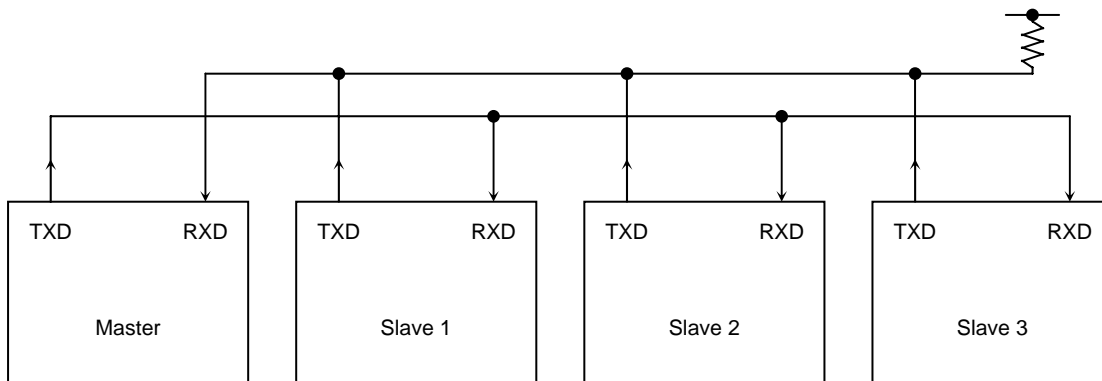 TXD RXD TXD RXD TXD RXD TXD RXD
Master Slave 1 Slave 2 Slave 3